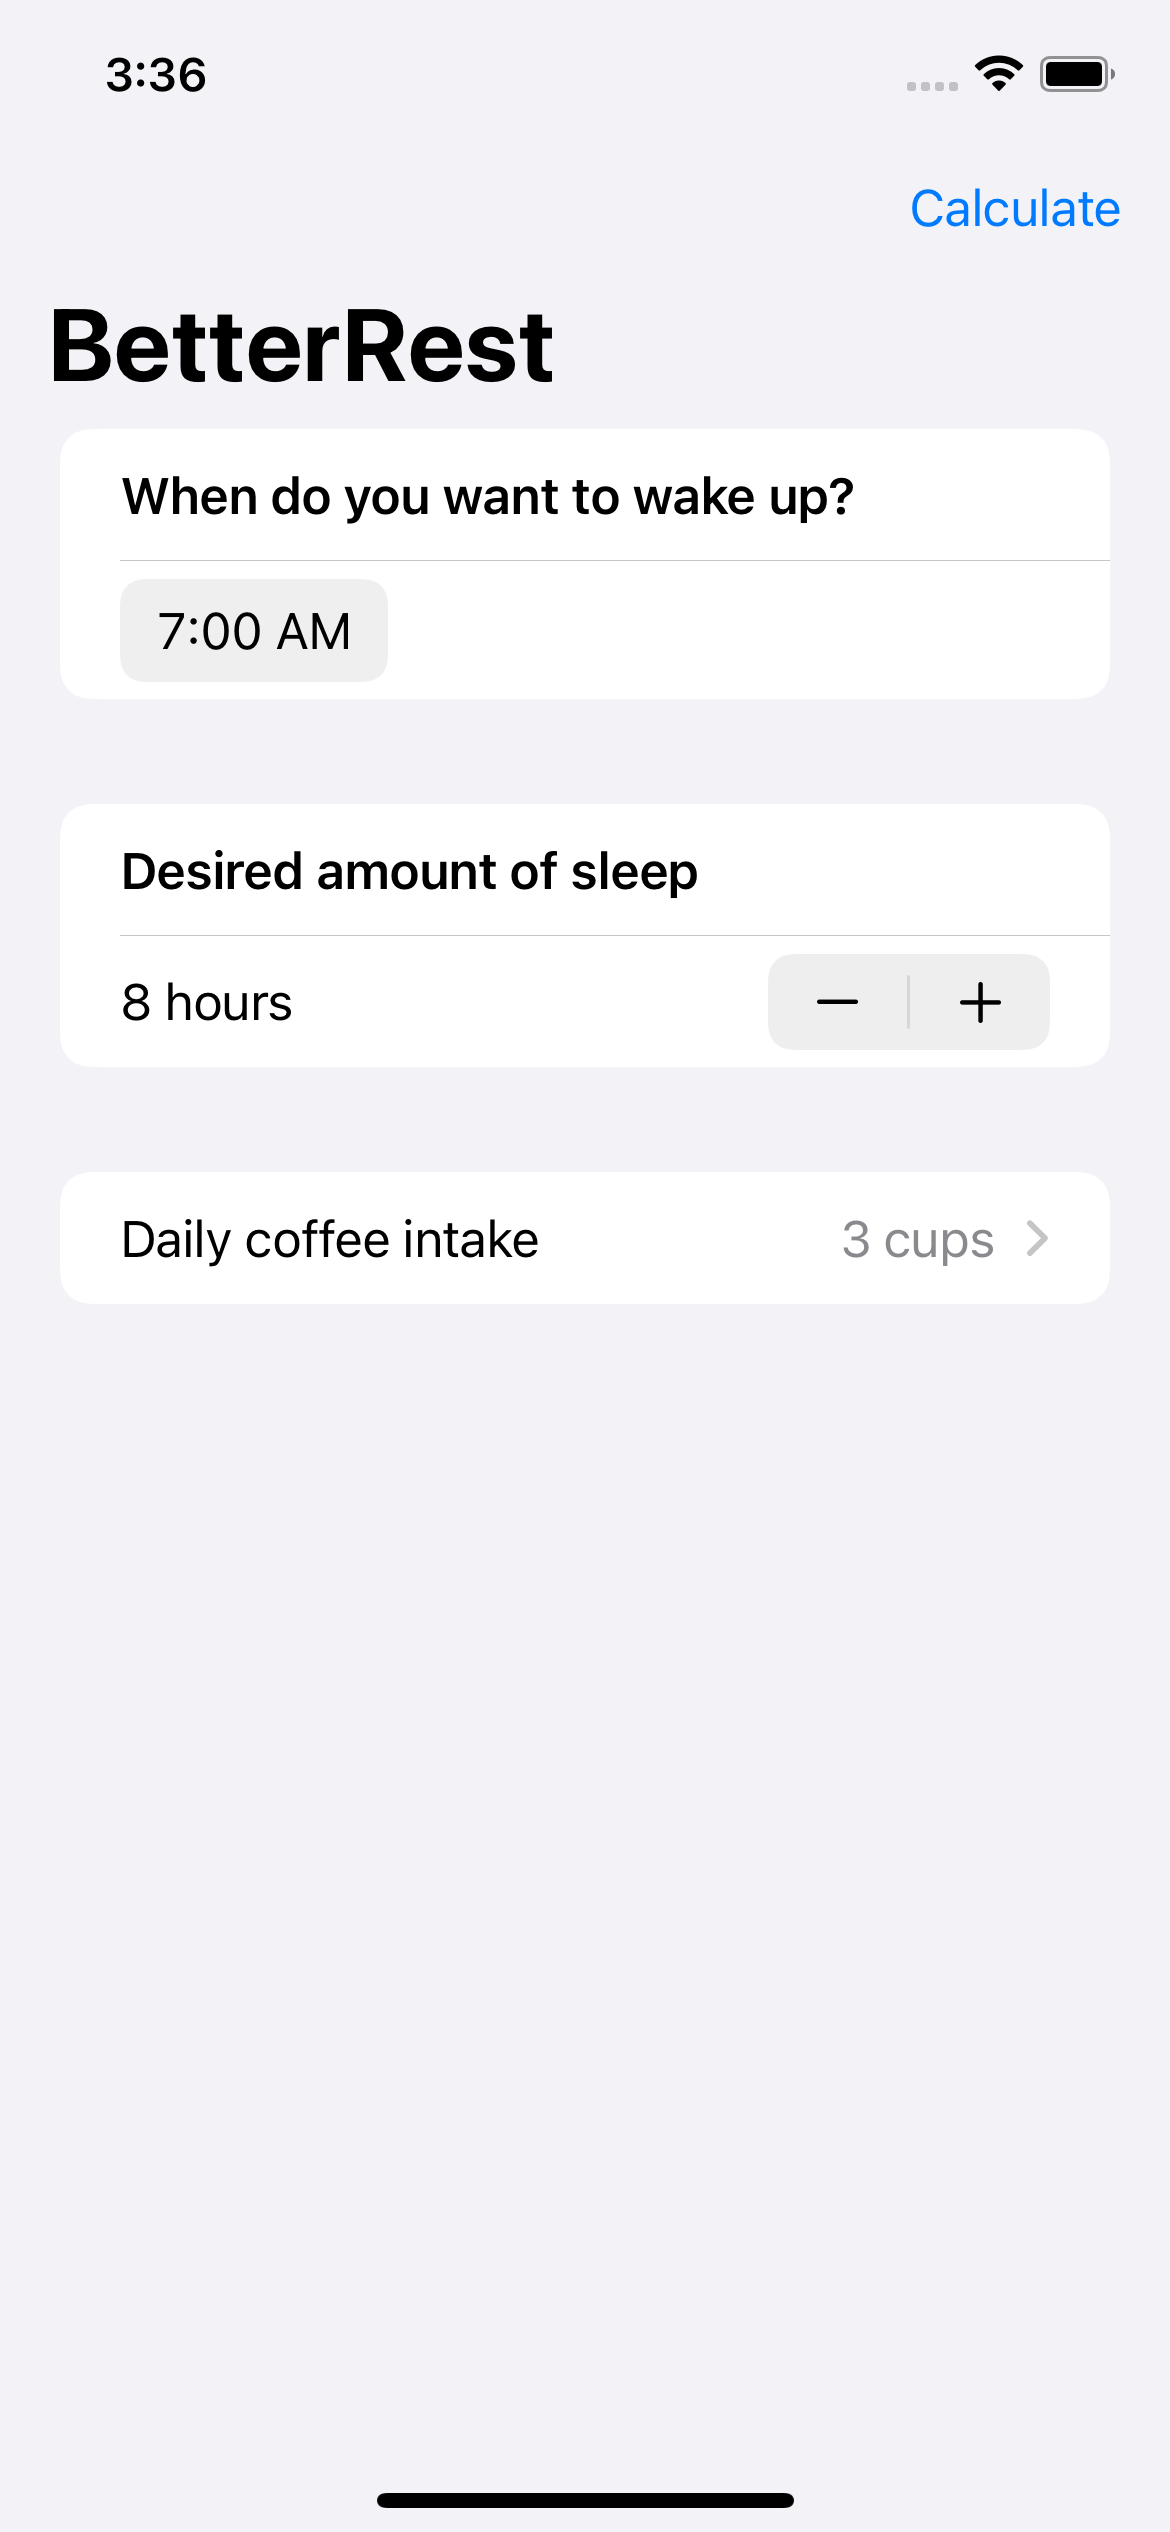 3:36
Calculate
BetterRest
When do you want to wake up?
7:00 AM
Desired amount of sleep
8 hours
Daily coffee intake 3 cups